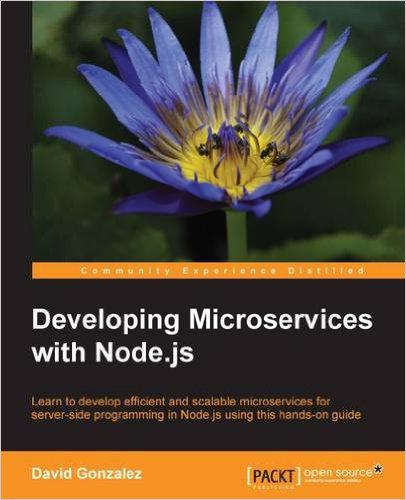 Community Experience Distilled
Developing Microservices
with Node.js
Learn to develop efficient and scalable microservices for
server-side programming in Node.js using this hands-on guide
David Gonzalez
[PACKT] open source*
PUBLISHING community experience distilled